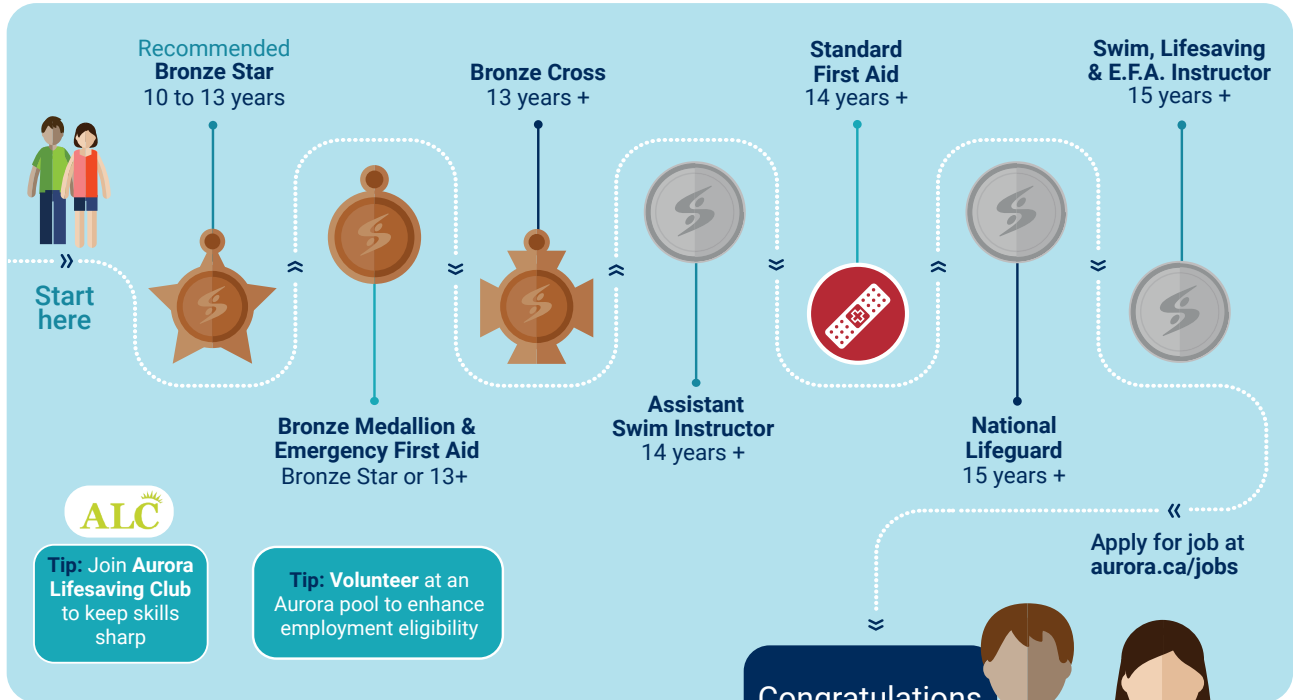 Recommended
Bronze Star
10 to 13 years
Bronze Cross
13 years +
Standard
First Aid
14 years +
Swim, Lifesaving
& E.F.A. Instructor
15 years +
Start
here
Bronze Medallion &
Emergency First Aid
Bronze Star or 13+
Assistant
Swim Instructor
14 years +
National
Lifeguard
15 years +
Apply for job at
aurora.ca/jobs
ALC
Tip: Join Aurora
Lifesaving Club
to keep skills
sharp
Tip: Volunteer at an
Aurora pool to enhance
employment eligibility
Congratulations